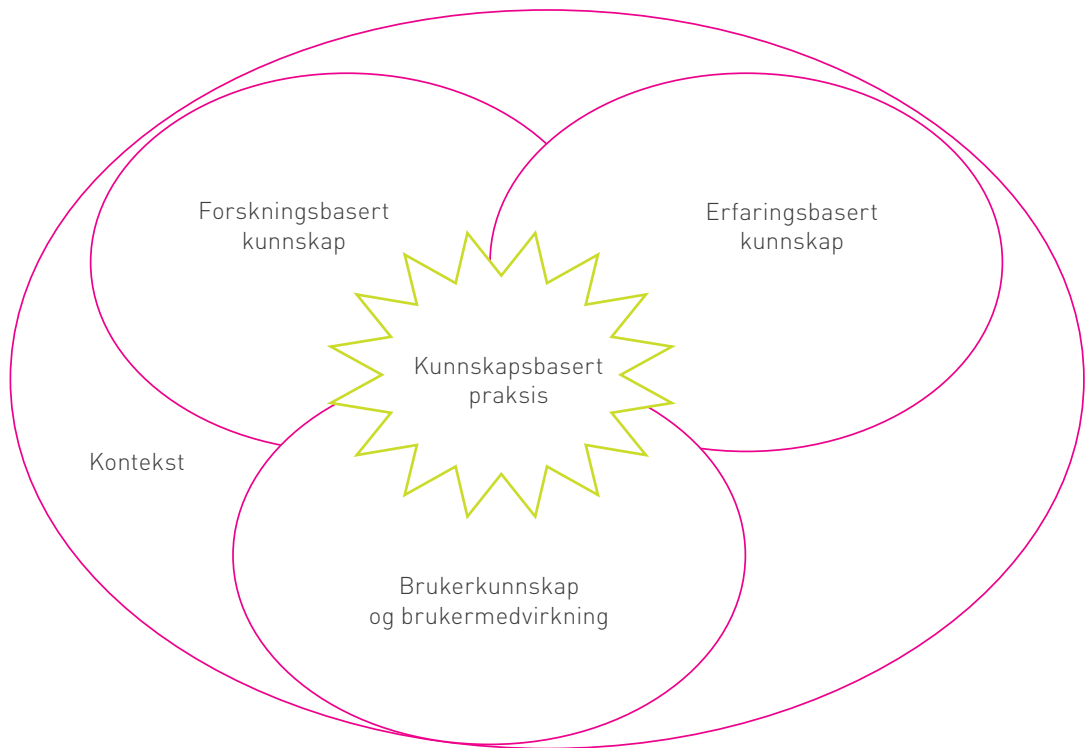 Forskningsbasert
kunnskap
Erfaringsbasert
kunnskap
Kunnskapsbasert
praksis
Kontekst
Brukerkunnskap
og brukermedvirkning